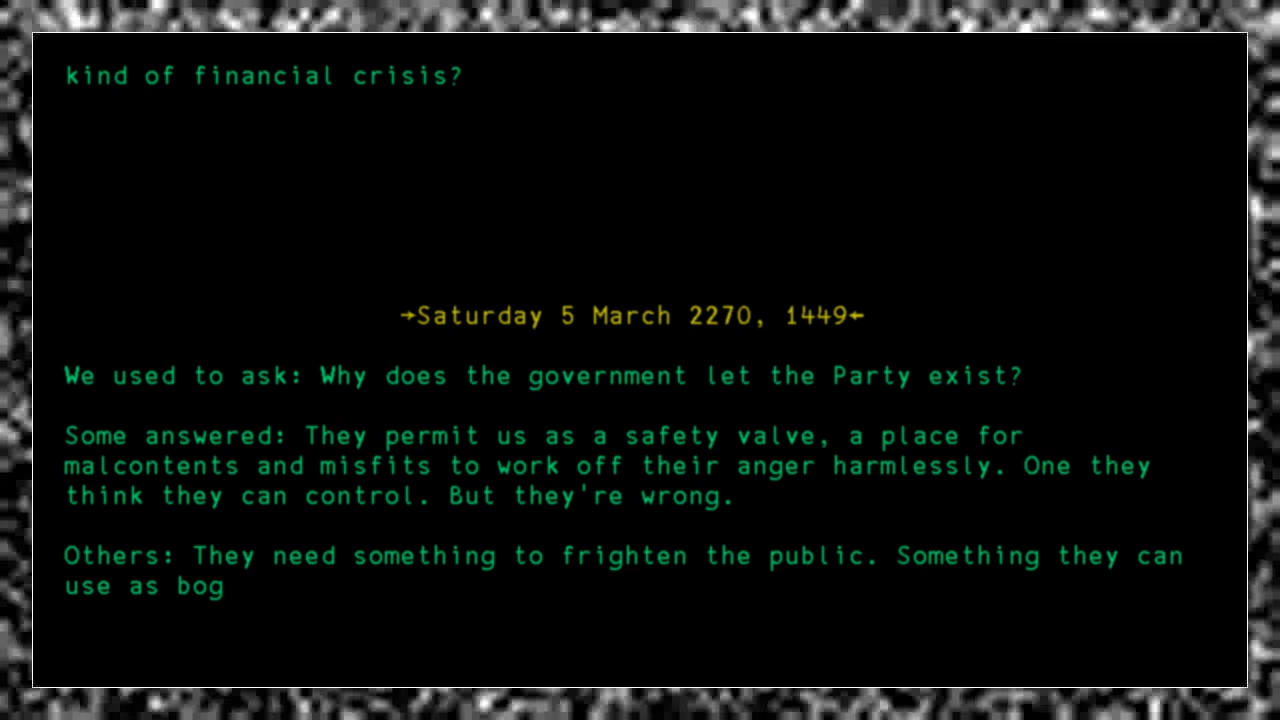 kind of financial crisis?
→Saturday 5 March 2270, 1449←
We used to ask: Why does the government let the Party exist?
Some answered: They permit us as a safety valve, a place for
malcontents and misfits to work off their anger harmlessly. One they
think they can control. But they're wrong.
Others: They need something to frighten the public. Something they can
use as bog